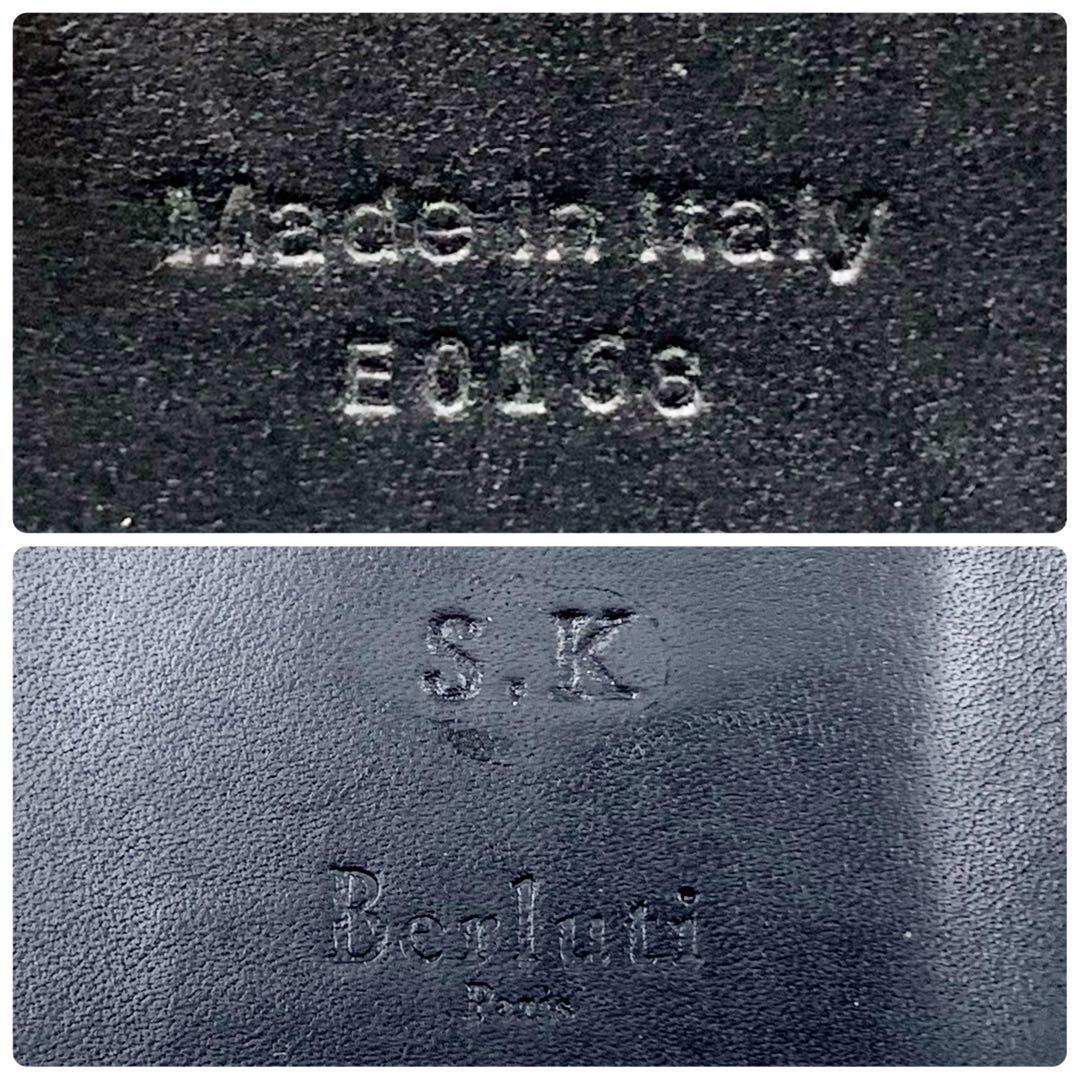 Made in Italy
E0168
S.K
Berluti
Paris